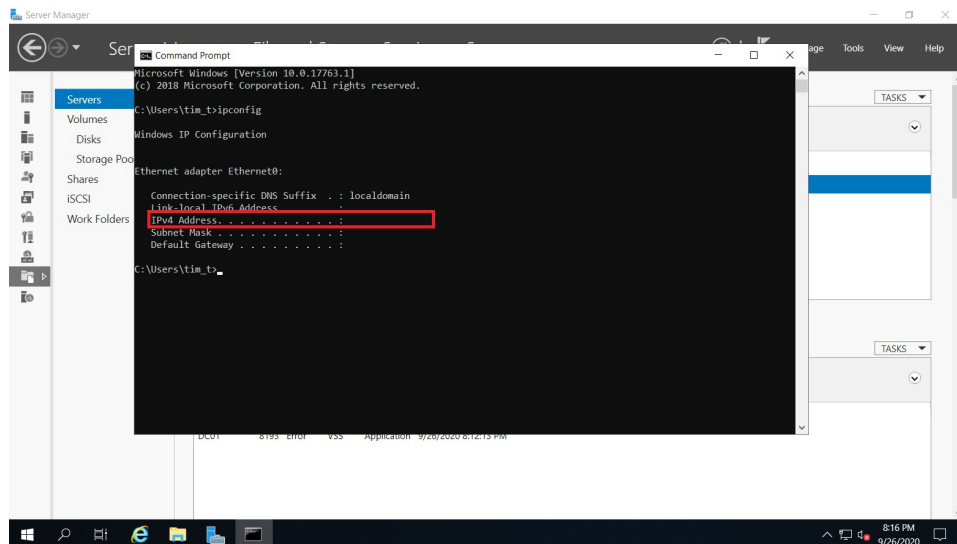 Server Manager
Command Prompt
Tools
View
Help
Microsoft Windows [Version 10.0.17763.1]
(c) 2018 Microsoft Corporation. All rights reserved.
C:\Users\tim_t>ipconfig
Windows IP Configuration
Ethernet adapter Ethernet0:
Connection-specific DNS Suffix . : localdomain
Link-local IPv6 Address . . . . . :
IPv4 Address. . . . . . . . . . . :
Subnet Mask . . . . . . . . . . . :
Default Gateway . . . . . . . . . :
C:\Users\tim_t>
Servers
Volumes
Disks
Storage Poo
Shares
iSCSI
Work Folders
TASKS
TASKS
DC01 8193 Error VSS Application 9/26/2020 8:12:13 PM
8:16 PM
9/26/2020